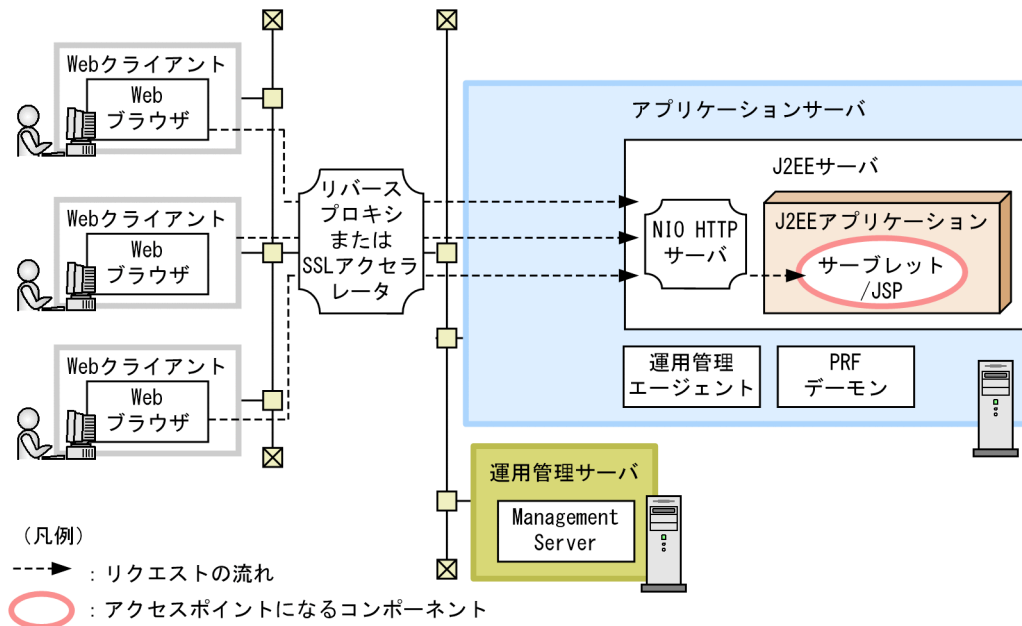 Webクライアント
Web
ブラウザ
Webクライアント
Web
ブラウザ
Webクライアント
Web
ブラウザ
リバース
プロキシ
または
SSLアクセラ
レータ
アプリケーションサーバ
J2EEサーバ
NIO HTTP
サーバ
J2EEアプリケーション
サーブレット
/JSP
運用管理
エージェント
PRF
デーモン
運用管理サーバ
Management
Server
（凡例）
：リクエストの流れ
：アクセスポイントになるコンポーネント